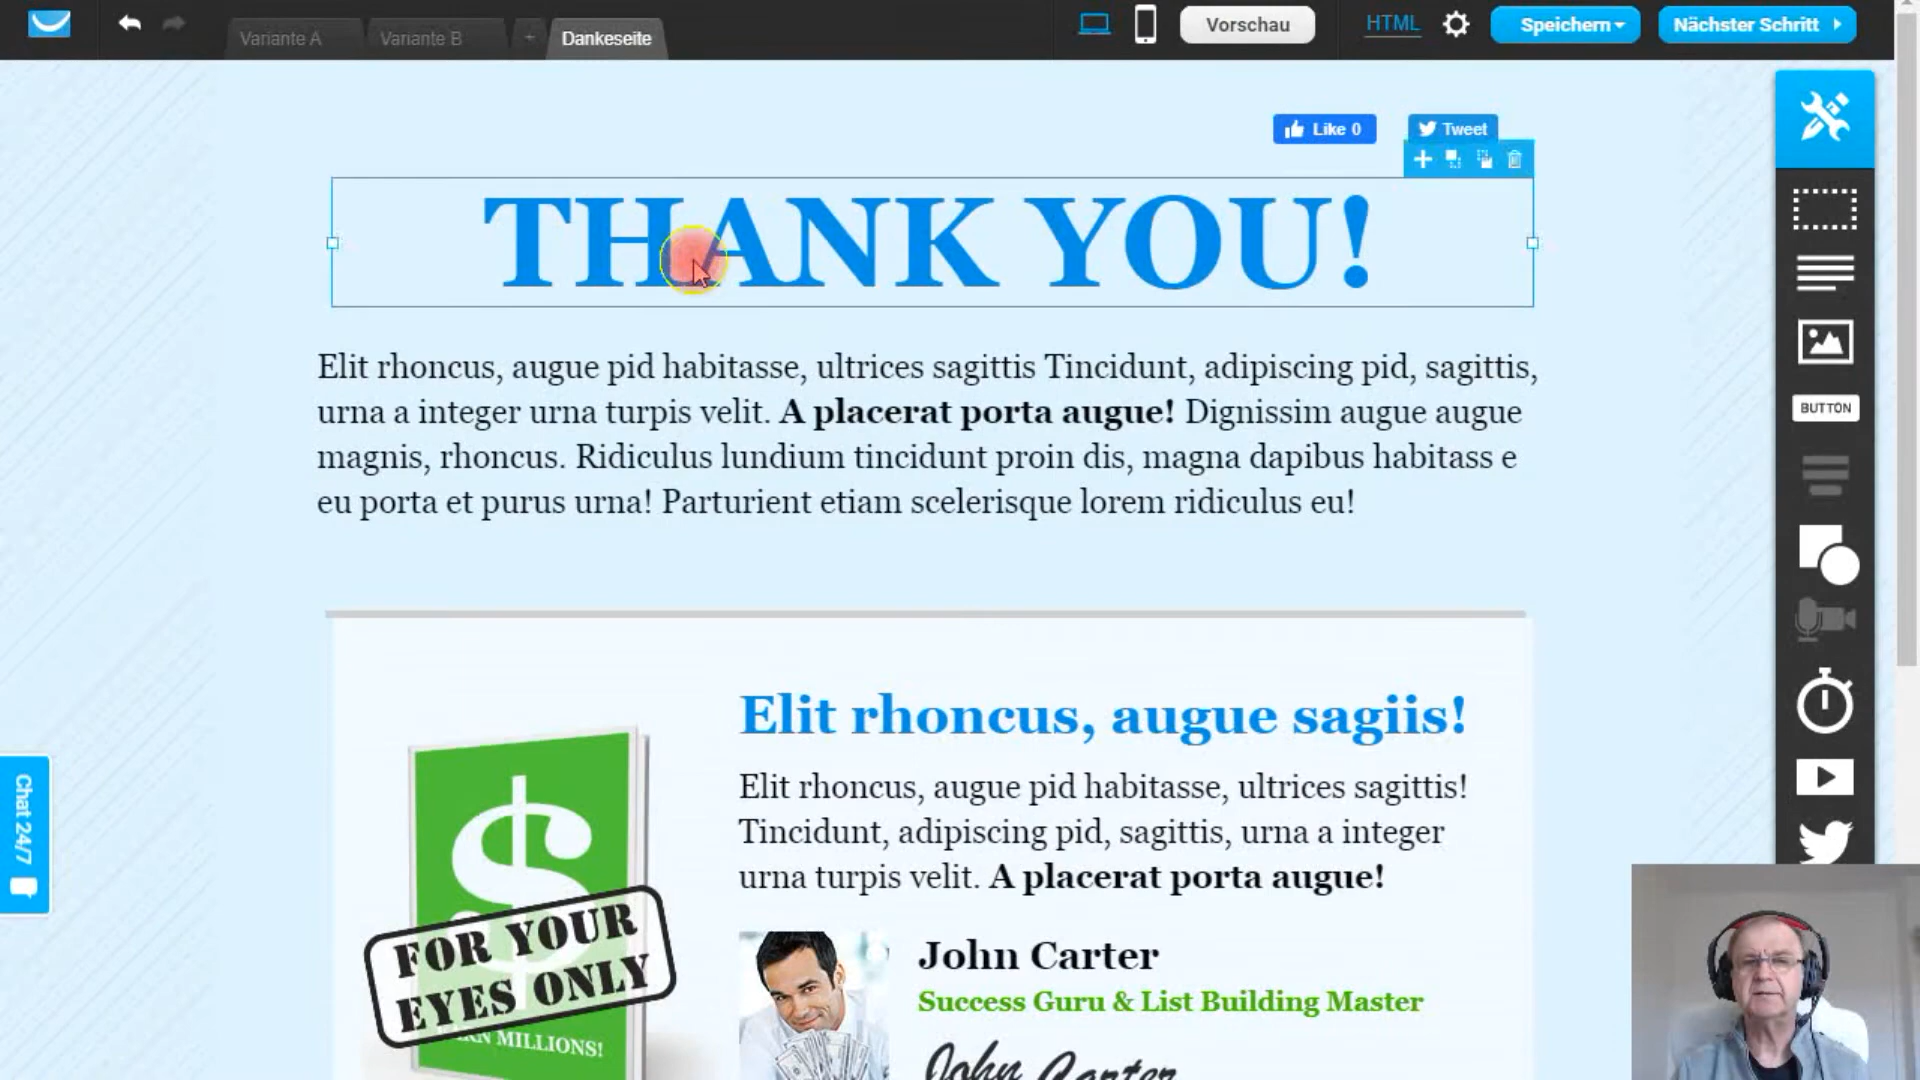 Variante A
Variante B
+
Dankeseite
Vorschau
HTML
Speichern
Nächster Schritt
Like 0
Tweet
THANK YOU!
Elit rhoncus, augue pid habitasse, ultrices sagittis Tincidunt, adipiscing pid, sagittis,
urna a integer urna turpis velit. A placerat porta augue! Dignissim augue augue
magnis, rhoncus. Ridiculus lundium tincidunt proin dis, magna dapibus habitass e
eu porta et purus urna! Parturient etiam scelerisque lorem ridiculus eu!
BUTTON
Elit rhoncus, augue sagiis!
Elit rhoncus, augue pid habitasse, ultrices sagittis!
Tincidunt, adipiscing pid, sagittis, urna a integer
urna turpis velit. A placerat porta augue!
$
FOR YOUR
EYES ONLY
MILLIONS!
John Carter
Success Guru & List Building Master
John Carter
Chat 24/7